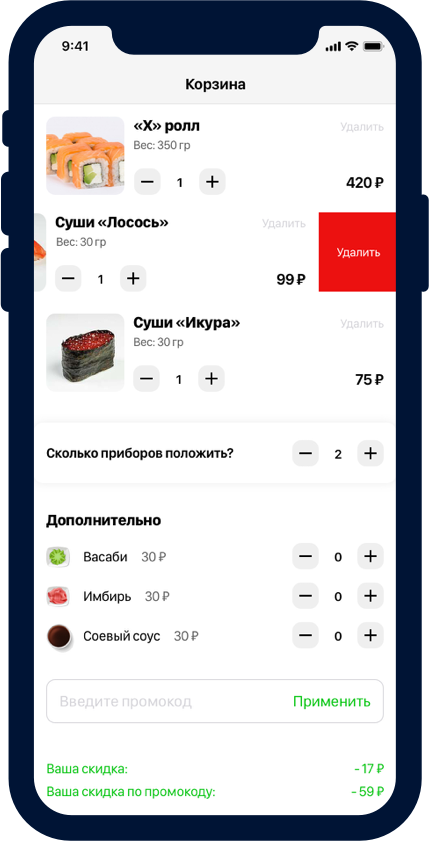 9:41
Корзина
«Х» ролл
Удалить
Вес: 350 гр
1
420 ₽
Суши «Лосось»
Удалить
Удалить
Вес: 30 гр
1
99 ₽
Суши «Икура»
Удалить
Вес: 30 гр
1
75 ₽
Сколько приборов положить?
2
Дополнительно
Васаби 30 ₽
0
Имбирь 30 ₽
0
Соевый соус 30 ₽
0
Введите промокод
Применить
Ваша скидка: - 17 ₽
Ваша скидка по промокоду: - 59 ₽